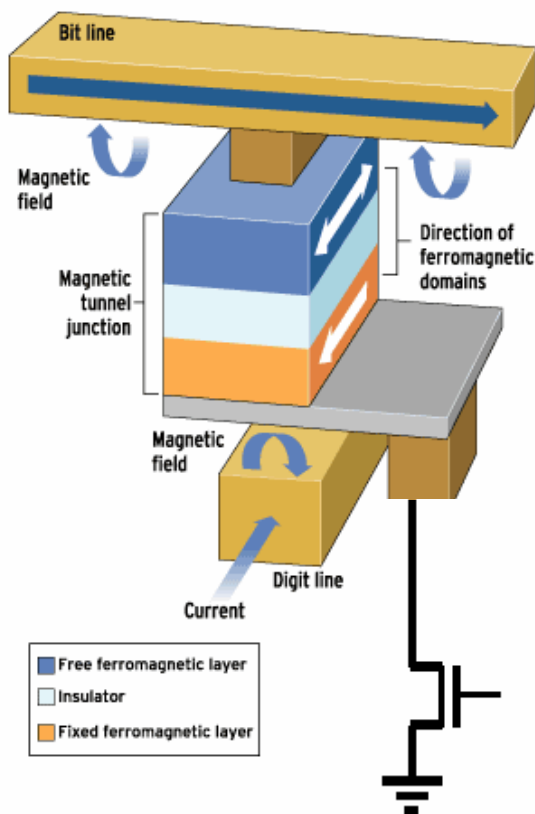 Bit line
Magnetic
field
Magnetic
tunnel
junction
Direction of
ferromagnetic
domains
Magnetic
field
Digit line
Current
Free ferromagnetic layer
Insulator
Fixed ferromagnetic layer